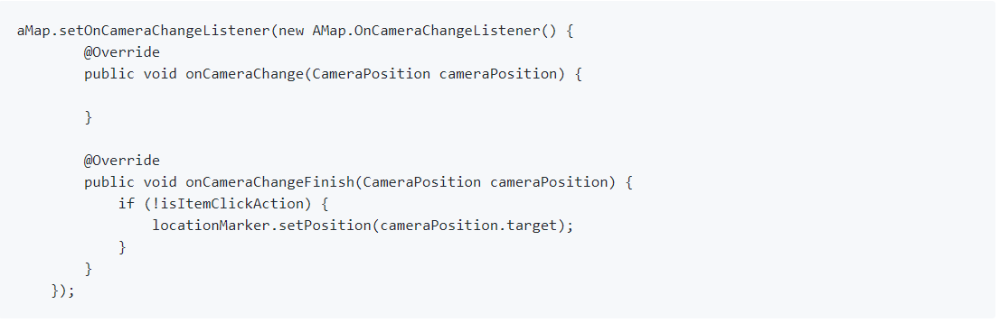 aMap.setOnCameraChangeListener(new AMap.OnCameraChangeListener() {
        @Override
        public void onCameraChange(CameraPosition cameraPosition) {

        }

        @Override
        public void onCameraChangeFinish(CameraPosition cameraPosition) {
            if (!isItemClickAction) {
                locationMarker.setPosition(cameraPosition.target);
            }
        }
    });